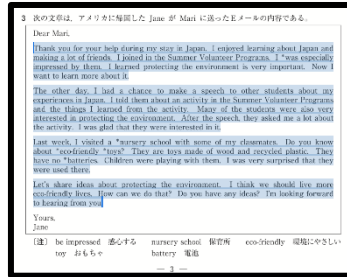 3 次の文章は、アメリカに帰国した Jane が Mari に送ったEメールの内容である。
Dear Mari,
Thank you for your help during my stay in Japan. I enjoyed learning about Japan and
making a lot of friends. I joined in the Summer Volunteer Programs. I *was especially
impressed by them. I learned protecting the environment is very important. Now I
want to learn more about it.
The other day, I had a chance to make a speech to other students about my
experiences in Japan. I told them about an activity in the Summer Volunteer Programs
and the things I learned from the activity. Many of the students were also very
interested in protecting the environment. After the speech, they asked me a lot about
the activity. I was glad that they were interested in it.
Last week, I visited a *nursery school with some of my classmates. Do you know
about *eco-friendly *toys? They are toys made of wood and recycled plastic. They
have no *batteries. Children were playing with them. I was very surprised that they
were used there.
Let's share ideas about protecting the environment. I think we should live more
eco-friendly lives. How can we do that? Do you have any ideas? I'm looking forward
to hearing from you.
Yours,
Jane
〔注〕 be impressed 感心する nursery school 保育所 eco-friendly 環境にやさしい
toy おもちゃ battery 電池
— 3 —